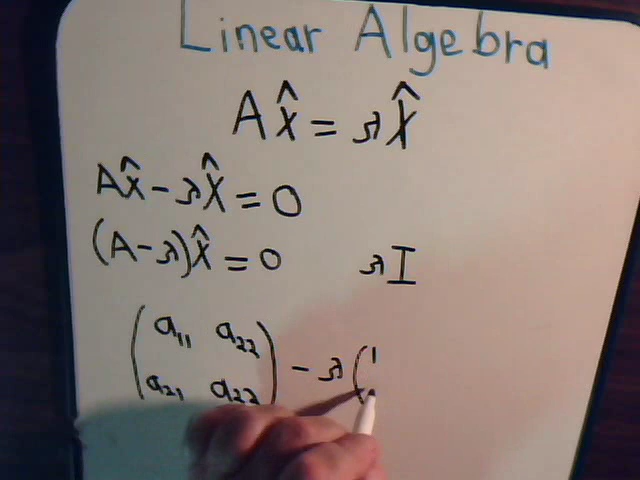 Linear Algebra
Ax̂ = λx̂
Ax̂ - λx̂ = 0
(A - λ)x̂ = 0 λI
(a₁₁ a₂₂
a₂₁ a₂₂) - λ(1